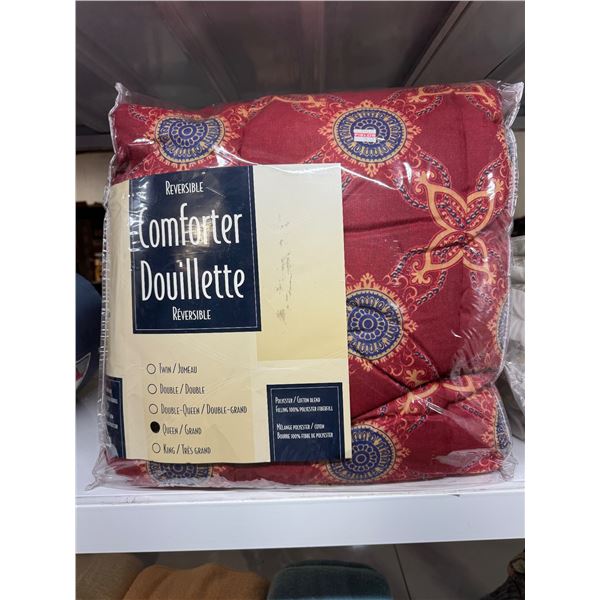 Reversible
Comforter
Douillette
Réversible
Twin / Jumeau
Double / Double
Double-Queen / Double-grand
Queen / Grand
King / Très grand
Polyester / Cotton blend
Filling 100% polyester fiberfill
Mélange polyester / coton
Bourre 100% fibre de polyester